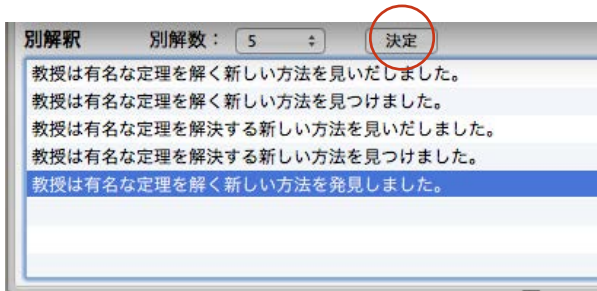 別解釈 別解数： 5 決定
教授は有名な定理を解く新しい方法を見いだしました。
教授は有名な定理を解く新しい方法を見つけました。
教授は有名な定理を解決する新しい方法を見いだしました。
教授は有名な定理を解決する新しい方法を見つけました。
教授は有名な定理を解く新しい方法を発見しました。